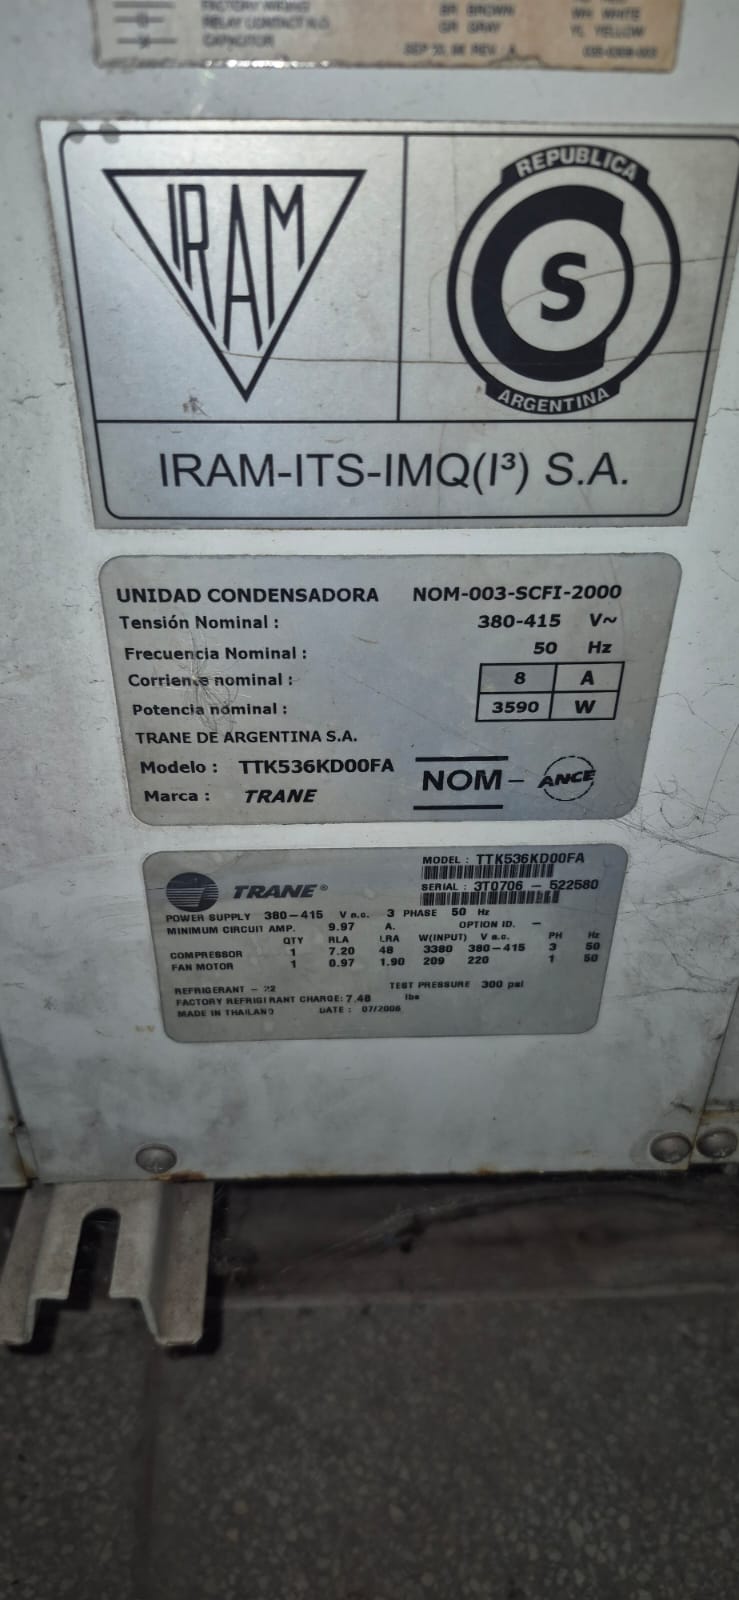 FACTORY WIRING
RELAY CONTACT N.O.
CAPACITOR
BR BROWN
GR GRAY
WH WHITE
YL YELLOW
REV. A
IRAM
REPUBLICA
S
ARGENTINA
IRAM-ITS-IMQ(I³) S.A.
UNIDAD CONDENSADORA NOM-003-SCFI-2000
Tensión Nominal : 380-415 V~
Frecuencia Nominal : 50 Hz
Corriente nominal : 8 A
Potencia nominal : 3590 W
TRANE DE ARGENTINA S.A.
Modelo : TTK536KD00FA
Marca : TRANE
NOM - ANCE
TRANE®
MODEL : TTK536KD00FA
SERIAL : 3T0706 - 522580
POWER SUPPLY 380-415 V a.c. 3 PHASE 50 Hz
MINIMUM CIRCUIT AMP. 9.97 A. OPTION ID. -
QTY RLA LRA W(INPUT) V a.c. PH Hz
COMPRESSOR 1 7.20 48 3380 380-415 3 50
FAN MOTOR 1 0.97 1.90 209 220 1 50
REFRIGERANT - 22 TEST PRESSURE 300 psi
FACTORY REFRIGIRANT CHARGE: 7.48 lbs
MADE IN THAILAND DATE : 07/2006